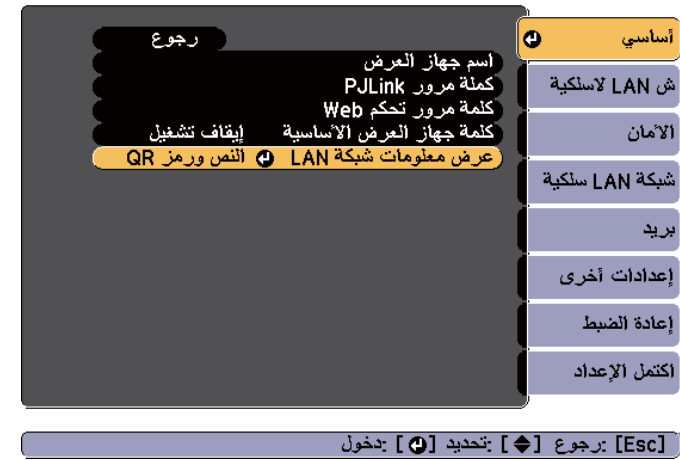 أساسي
ش LAN لاسلكية
الأمان
شبكة LAN سلكية
بريد
إعدادات أخرى
إعادة الضبط
اكتمل الإعداد
رجوع
اسم جهاز العرض
كملة مرور PJLink
كلمة مرور تحكم Web
كلمة جهاز العرض الأساسية إيقاف تشغيل
عرض معلومات شبكة LAN النص ورمز QR
[Esc] :رجوع [◆] :تحديد [↵] :دخول